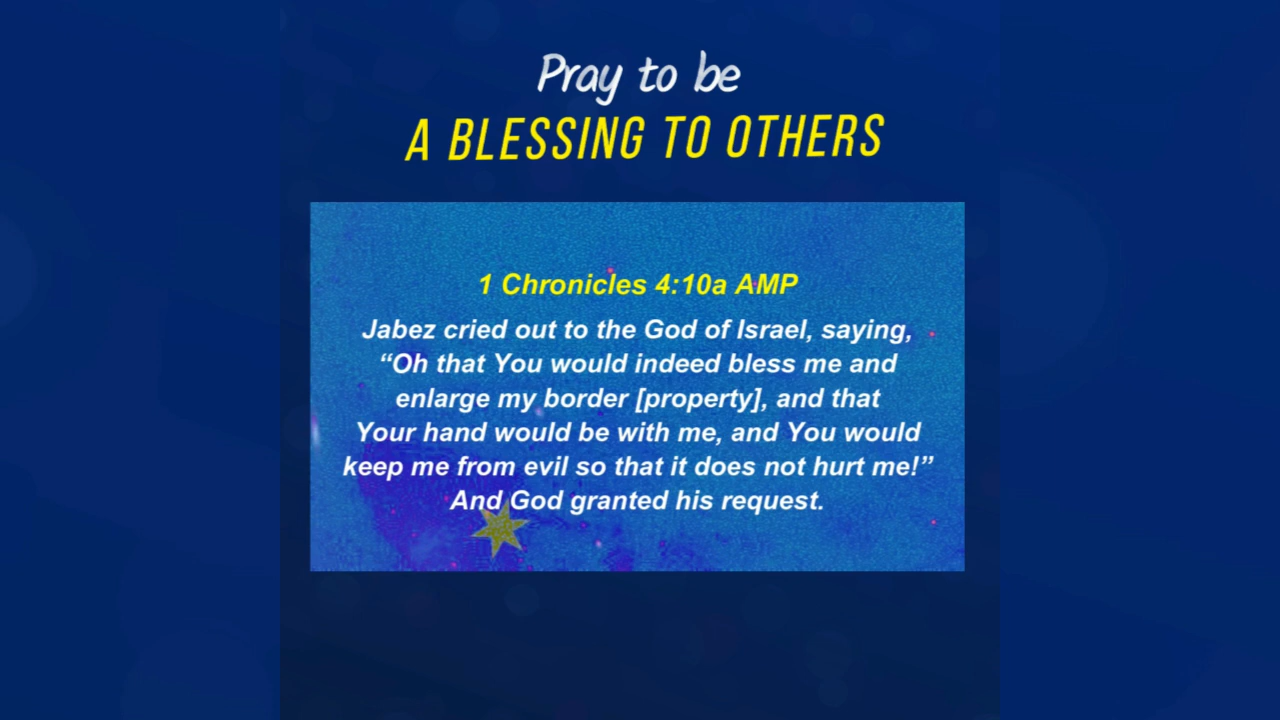 Pray to be
A BLESSING TO OTHERS
1 Chronicles 4:10a AMP
Jabez cried out to the God of Israel, saying,
“Oh that You would indeed bless me and
enlarge my border [property], and that
Your hand would be with me, and You would
keep me from evil so that it does not hurt me!”
And God granted his request.